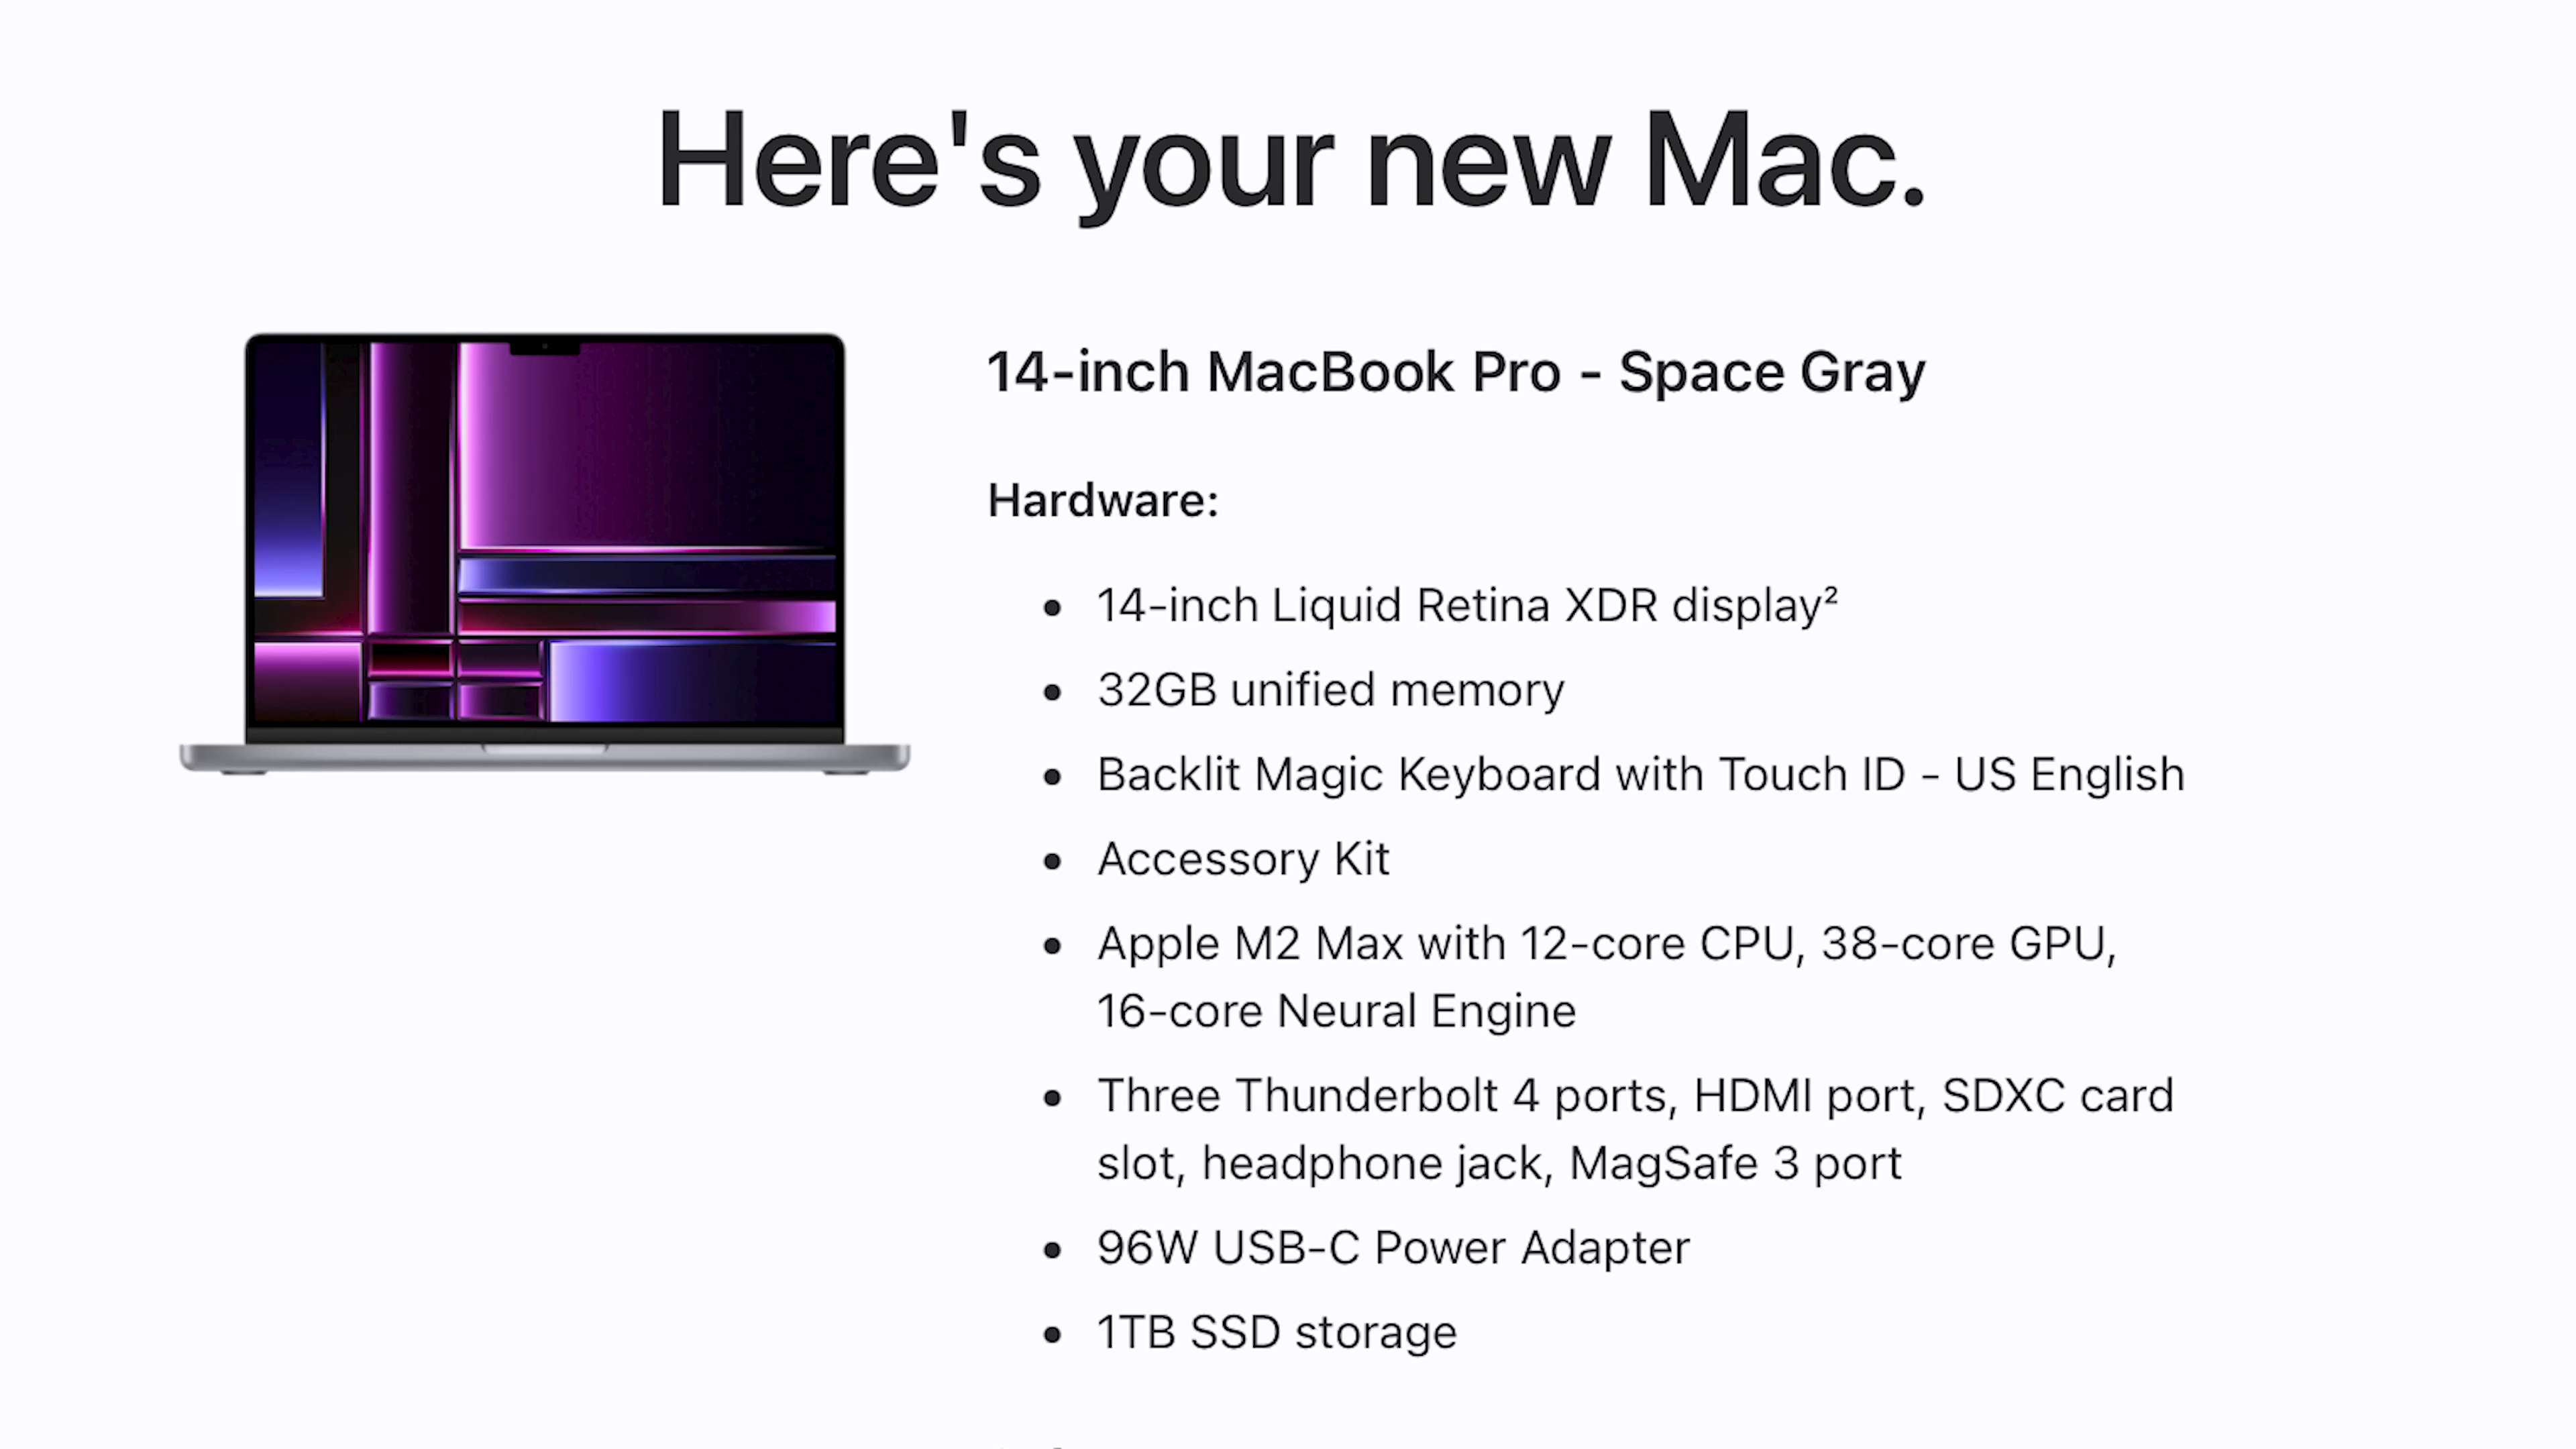 Here's your new Mac.
14-inch MacBook Pro - Space Gray
Hardware:
• 14-inch Liquid Retina XDR display²
• 32GB unified memory
• Backlit Magic Keyboard with Touch ID - US English
• Accessory Kit
• Apple M2 Max with 12-core CPU, 38-core GPU,
16-core Neural Engine
• Three Thunderbolt 4 ports, HDMI port, SDXC card
slot, headphone jack, MagSafe 3 port
• 96W USB-C Power Adapter
• 1TB SSD storage